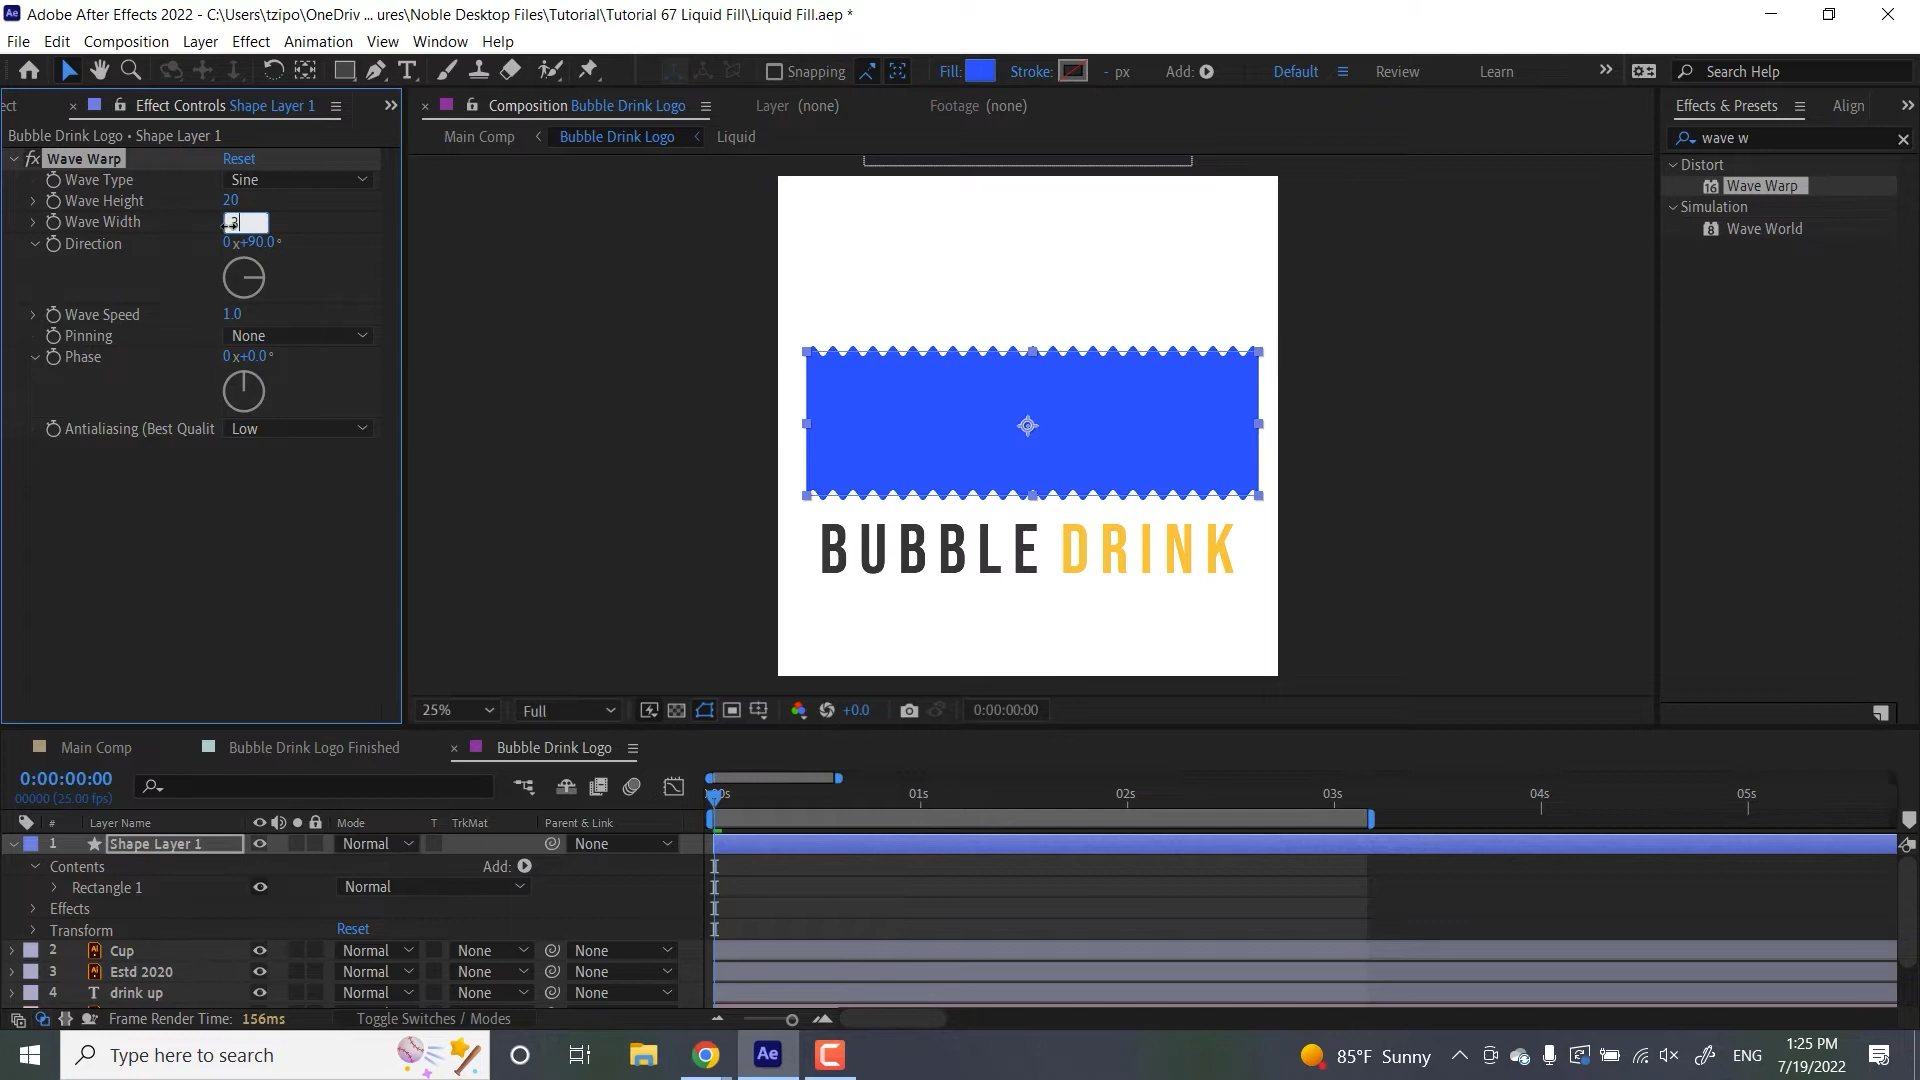 Adobe After Effects 2022 - C:\Users\tzipo\OneDriv ... ures\Noble Desktop Files\Tutorial\Tutorial 67 Liquid Fill\Liquid Fill.aep *
File Edit Composition Layer Effect Animation View Window Help
Snapping Fill: Stroke: - px Add: Default Review Learn Search Help
ect Effect Controls Shape Layer 1
Composition Bubble Drink Logo Layer (none) Footage (none)
Effects & Presets Align
Bubble Drink Logo • Shape Layer 1
Main Comp Bubble Drink Logo Liquid
wave w
fx Wave Warp Reset
Wave Type Sine
Wave Height 20
Wave Width 3
Direction 0x+90.0°
Wave Speed 1.0
Pinning None
Phase 0x+0.0°
Antialiasing (Best Qualit Low
Distort
16 Wave Warp
Simulation
8 Wave World
BUBBLE DRINK
25% Full +0.0 0:00:00:00
Main Comp Bubble Drink Logo Finished Bubble Drink Logo
0:00:00:00
00000 (25.00 fps)
01s 02s 03s 04s 05s
# Layer Name Mode T TrkMat Parent & Link
1 Shape Layer 1 Normal None
Contents Add:
Rectangle 1 Normal
Effects
Transform Reset
2 Ai Cup Normal None None
3 Ai Estd 2020 Normal None None
4 T drink up Normal None None
Frame Render Time: 156ms Toggle Switches / Modes
Type here to search Ae 85°F Sunny ENG 1:25 PM
7/19/2022